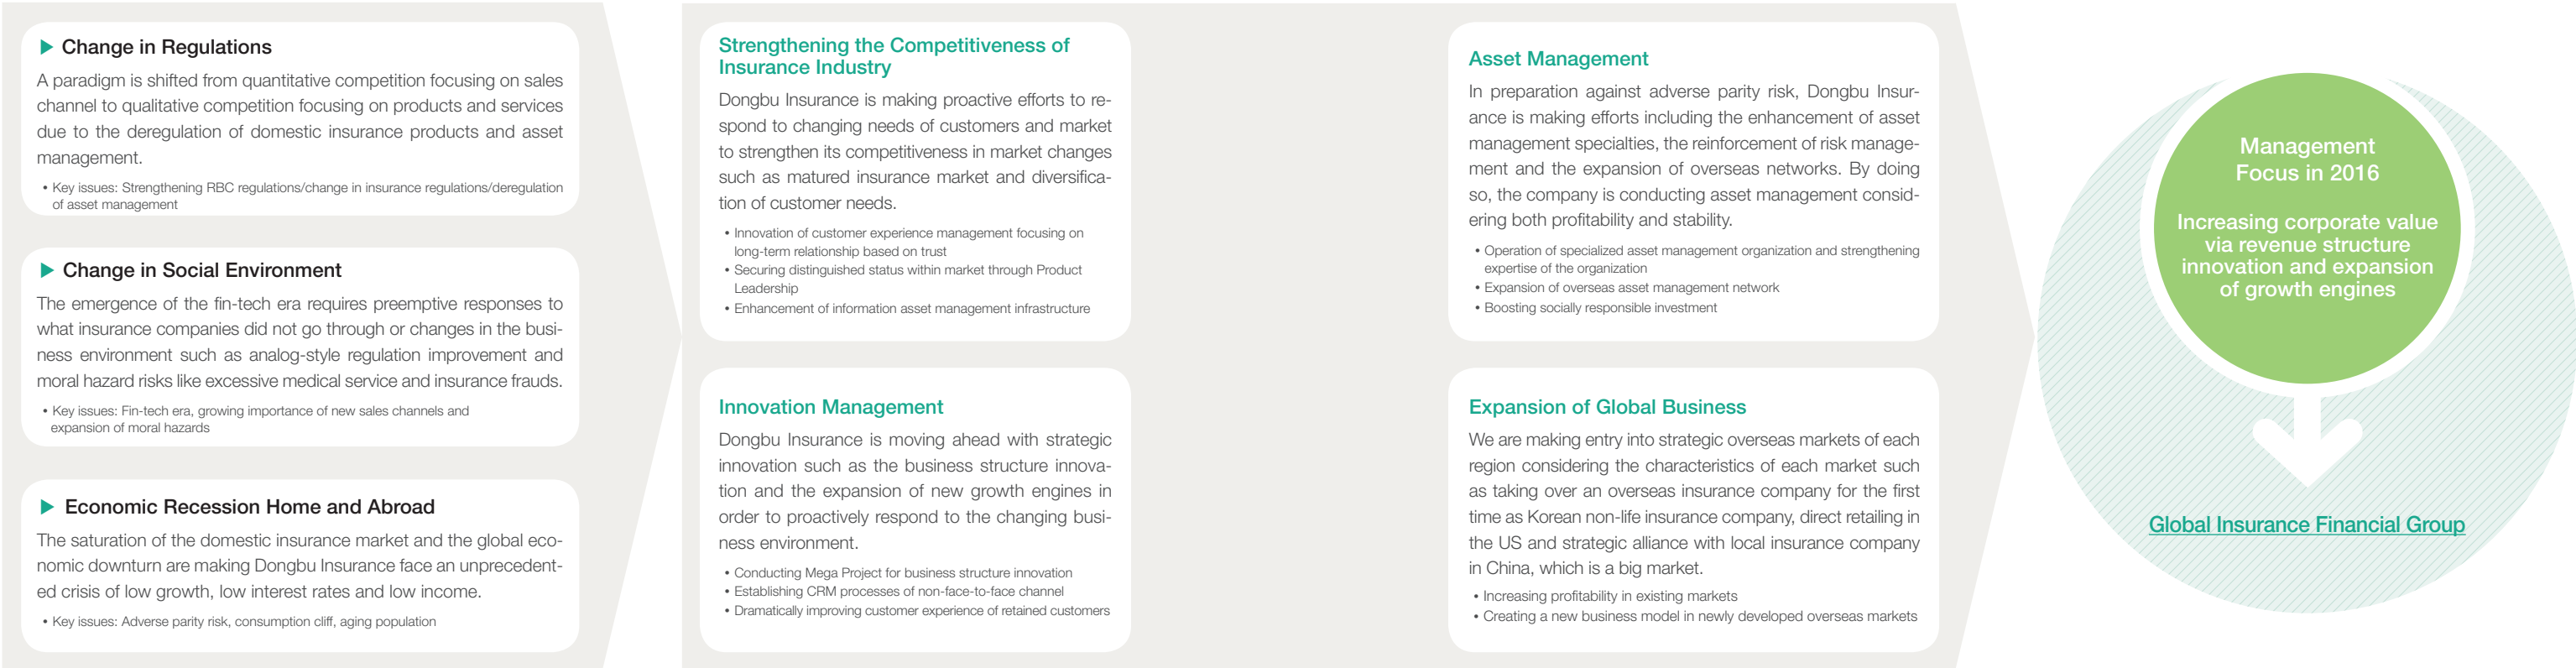 Change in Regulations
A paradigm is shifted from quantitative competition focusing on sales
channel to qualitative competition focusing on products and services
due to the deregulation of domestic insurance products and asset
management.
• Key issues: Strengthening RBC regulations/change in insurance regulations/deregulation
of asset management
Change in Social Environment
The emergence of the fin-tech era requires preemptive responses to
what insurance companies did not go through or changes in the busi-
ness environment such as analog-style regulation improvement and
moral hazard risks like excessive medical service and insurance frauds.
• Key issues: Fin-tech era, growing importance of new sales channels and
expansion of moral hazards
Economic Recession Home and Abroad
The saturation of the domestic insurance market and the global eco-
nomic downturn are making Dongbu Insurance face an unprecedent-
ed crisis of low growth, low interest rates and low income.
• Key issues: Adverse parity risk, consumption cliff, aging population
Strengthening the Competitiveness of
Insurance Industry
Dongbu Insurance is making proactive efforts to re-
spond to changing needs of customers and market
to strengthen its competitiveness in market changes
such as matured insurance market and diversifica-
tion of customer needs.
• Innovation of customer experience management focusing on
long-term relationship based on trust
• Securing distinguished status within market through Product
Leadership
• Enhancement of information asset management infrastructure
Innovation Management
Dongbu Insurance is moving ahead with strategic
innovation such as the business structure innova-
tion and the expansion of new growth engines in
order to proactively respond to the changing busi-
ness environment.
• Conducting Mega Project for business structure innovation
• Establishing CRM processes of non-face-to-face channel
• Dramatically improving customer experience of retained customers
Asset Management
In preparation against adverse parity risk, Dongbu Insur-
ance is making efforts including the enhancement of asset
management specialties, the reinforcement of risk manage-
ment and the expansion of overseas networks. By doing
so, the company is conducting asset management consid-
ering both profitability and stability.
• Operation of specialized asset management organization and strengthening
expertise of the organization
• Expansion of overseas asset management network
• Boosting socially responsible investment
Expansion of Global Business
We are making entry into strategic overseas markets of each
region considering the characteristics of each market such
as taking over an overseas insurance company for the first
time as Korean non-life insurance company, direct retailing in
the US and strategic alliance with local insurance company
in China, which is a big market.
• Increasing profitability in existing markets
• Creating a new business model in newly developed overseas markets
Management
Focus in 2016
Increasing corporate value
via revenue structure
innovation and expansion
of growth engines
Global Insurance Financial Group